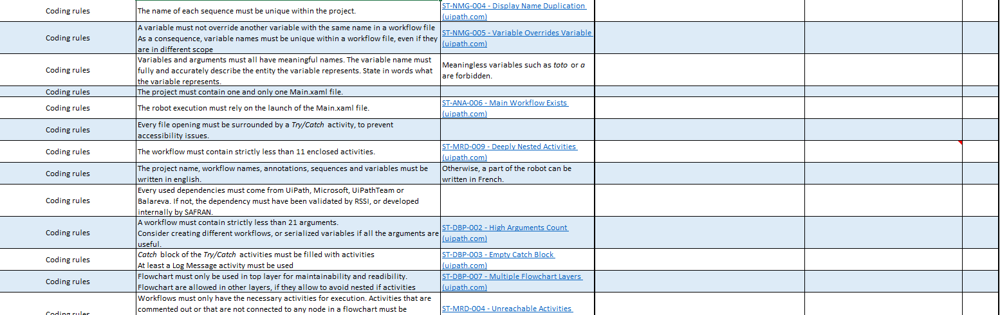 Coding rules
The name of each sequence must be unique within the project.
ST-NMG-004 - Display Name Duplication
(uipath.com)
Coding rules
A variable must not override another variable with the same name in a workflow file
As a consequence, variable names must be unique within a workflow file, even if they
are in different scope
ST-NMG-005 - Variable Overrides Variable
(uipath.com)
Coding rules
Variables and arguments must all have meaningful names. The variable name must
fully and accurately describe the entity the variable represents. State in words what
the variable represents.
Meaningless variables such as toto or a
are forbidden.
Coding rules
The project must contain one and only one Main.xaml file.
Coding rules
The robot execution must rely on the launch of the Main.xaml file.
ST-ANA-006 - Main Workflow Exists
(uipath.com)
Coding rules
Every file opening must be surrounded by a Try/Catch activity, to prevent
accessibility issues.
Coding rules
The workflow must contain strictly less than 11 enclosed activities.
ST-MRD-009 - Deeply Nested Activities
(uipath.com)
Coding rules
The project name, workflow names, annotations, sequences and variables must be
written in english.
Otherwise, a part of the robot can be
written in French.
Coding rules
Every used dependencies must come from UiPath, Microsoft, UiPathTeam or
Balareva. If not, the dependency must have been validated by RSSI, or developed
internally by SAFRAN.
Coding rules
A workflow must contain strictly less than 21 arguments.
Consider creating different workflows, or serialized variables if all the arguments are
useful.
ST-DBP-002 - High Arguments Count
(uipath.com)
Coding rules
Catch block of the Try/Catch activities must be filled with activities
At least a Log Message activity must be used
ST-DBP-003 - Empty Catch Block
(uipath.com)
Coding rules
Flowchart must only be used in top layer for maintainability and readibility.
Flowchart are allowed in other layers, if they allow to avoid nested if activities
ST-DBP-007 - Multiple Flowchart Layers
(uipath.com)
Coding rules
Workflows must only have the necessary activities for execution. Activities that are
commented out or that are not connected to any node in a flowchart must be
ST-MRD-004 - Unreachable Activities